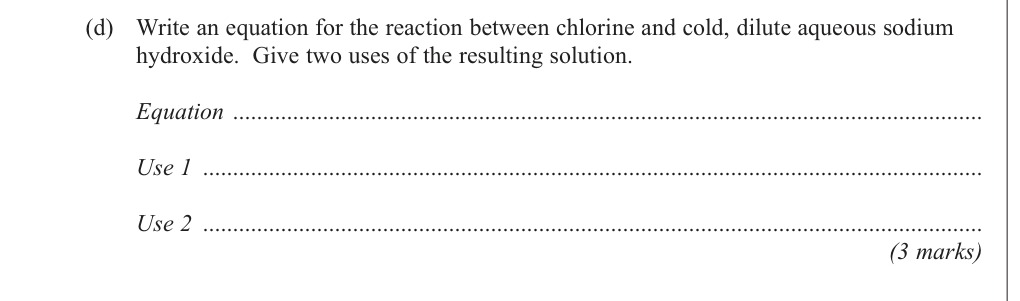 (d) Write an equation for the reaction between chlorine and cold, dilute aqueous sodium
hydroxide. Give two uses of the resulting solution.
Equation ..............................................................................................................................
Use 1 ..................................................................................................................................
Use 2 ..................................................................................................................................
(3 marks)